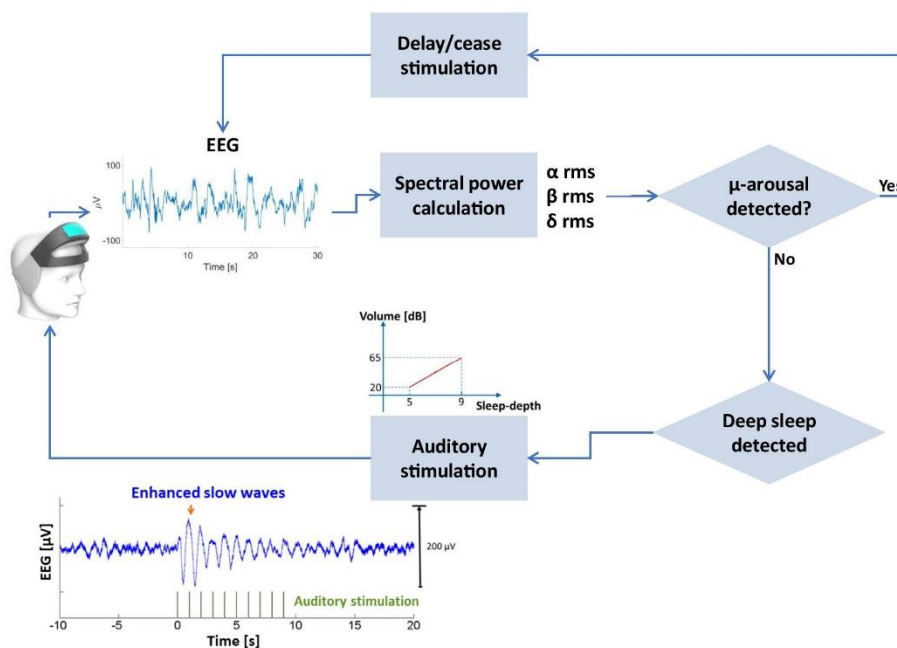 Delay/cease
stimulation
EEG
100
μV
-100
10
20
30
Time [s]
Spectral power
calculation
α rms
β rms
δ rms
μ-arousal
detected?
Yes
No
Volume [dB]
65
20
5
9
Sleep-depth
Deep sleep
detected
Auditory
stimulation
Enhanced slow waves
EEG [μV]
200 μV
Auditory stimulation
-10
-5
0
5
10
15
20
Time [s]